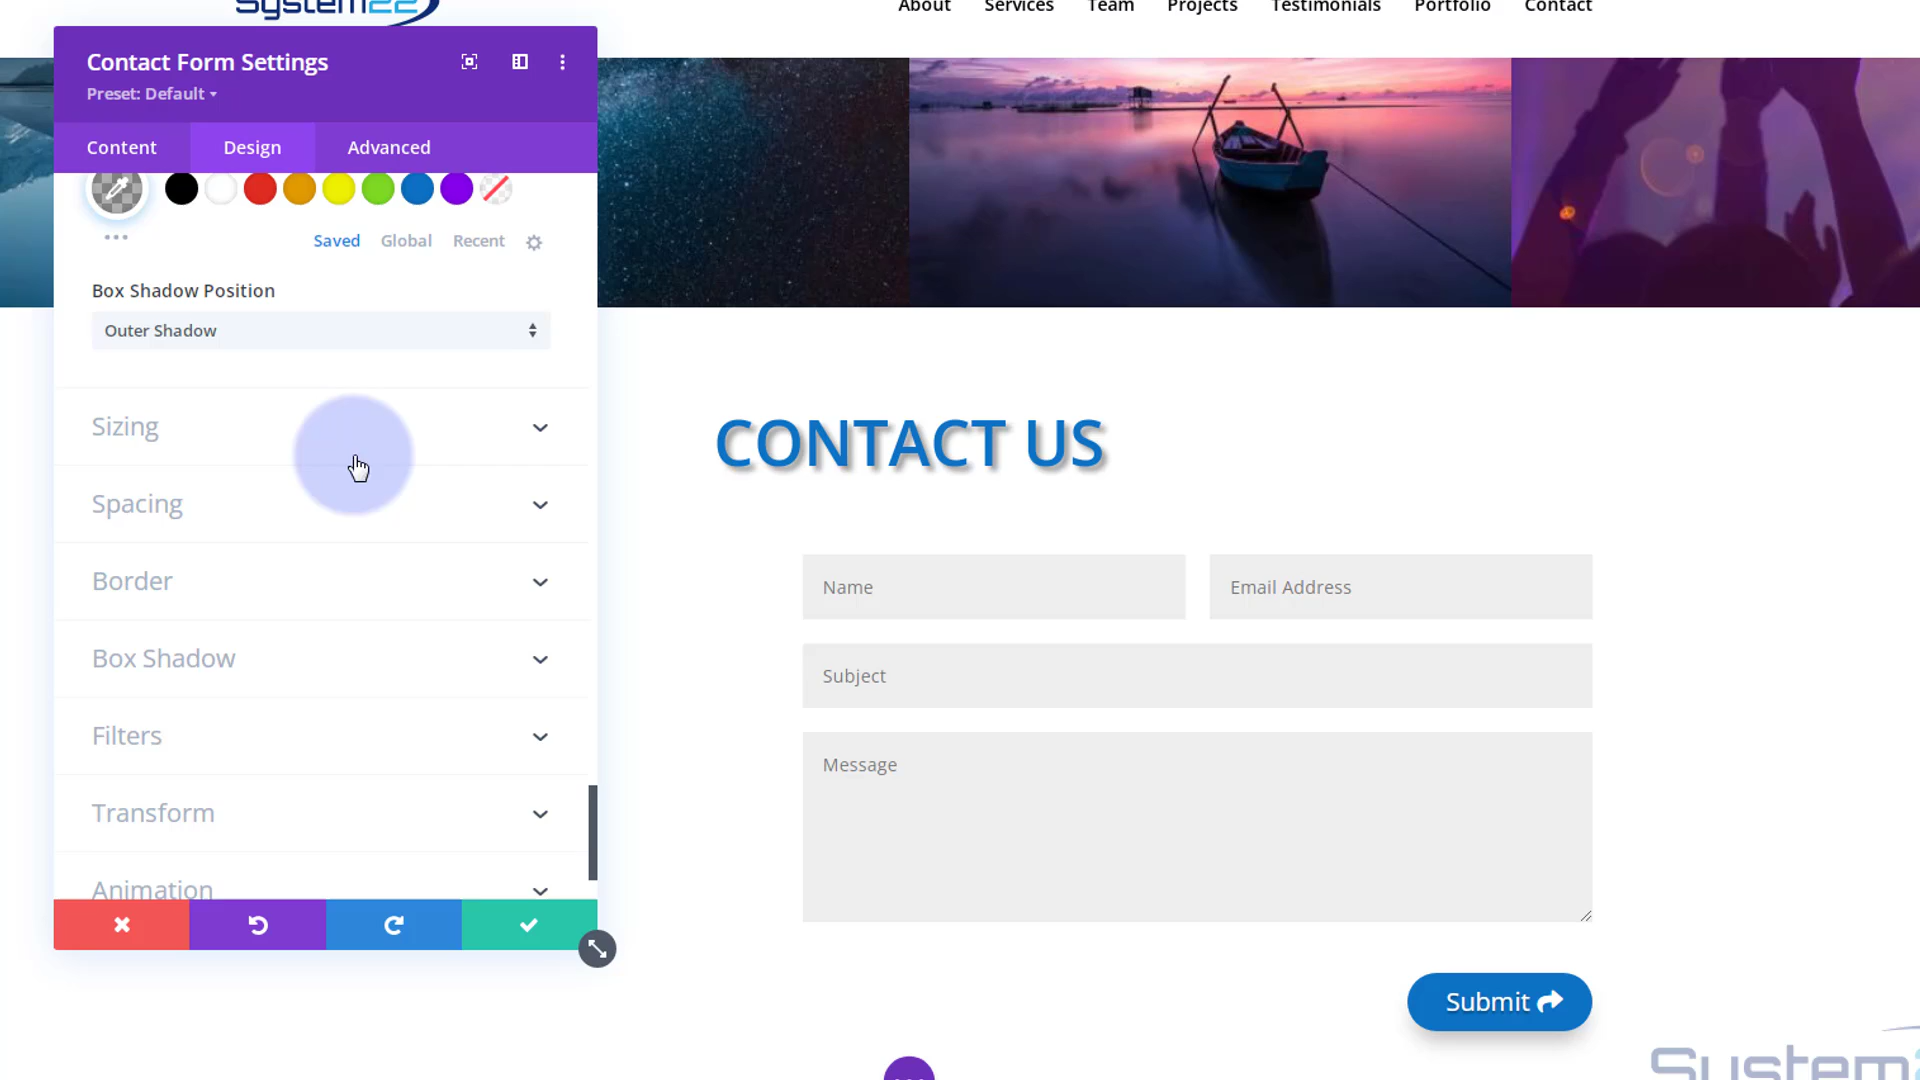 System22
About Services Team Projects Testimonials Portfolio Contact
Contact Form Settings
Preset: Default
Content Design Advanced
Saved Global Recent
Box Shadow Position
Outer Shadow
Sizing
Spacing
Border
Box Shadow
Filters
Transform
Animation
CONTACT US
Name Email Address
Subject
Message
Submit
System22